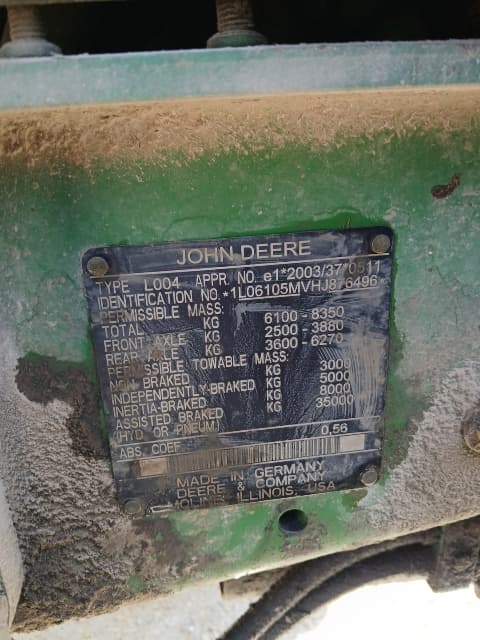 JOHN DEERE
TYPE L004 APPR. NO. e1*2003/37*0511
IDENTIFICATION NO. *1L06105MVHJ876496*
PERMISSIBLE MASS:
TOTAL KG 6100-8350
FRONT AXLE KG 2500-3880
REAR AXLE KG 3600-6270
PERMISSIBLE TOWABLE MASS:
NON BRAKED KG 3000
INDEPENDENTLY-BRAKED KG 5000
INERTIA-BRAKED KG 8000
ASSISTED BRAKED KG 35000
(HYD. OR PNEUM.)
ABS. COEF. 0.56
MADE IN GERMANY
DEERE & COMPANY
MOLINE, ILLINOIS, USA